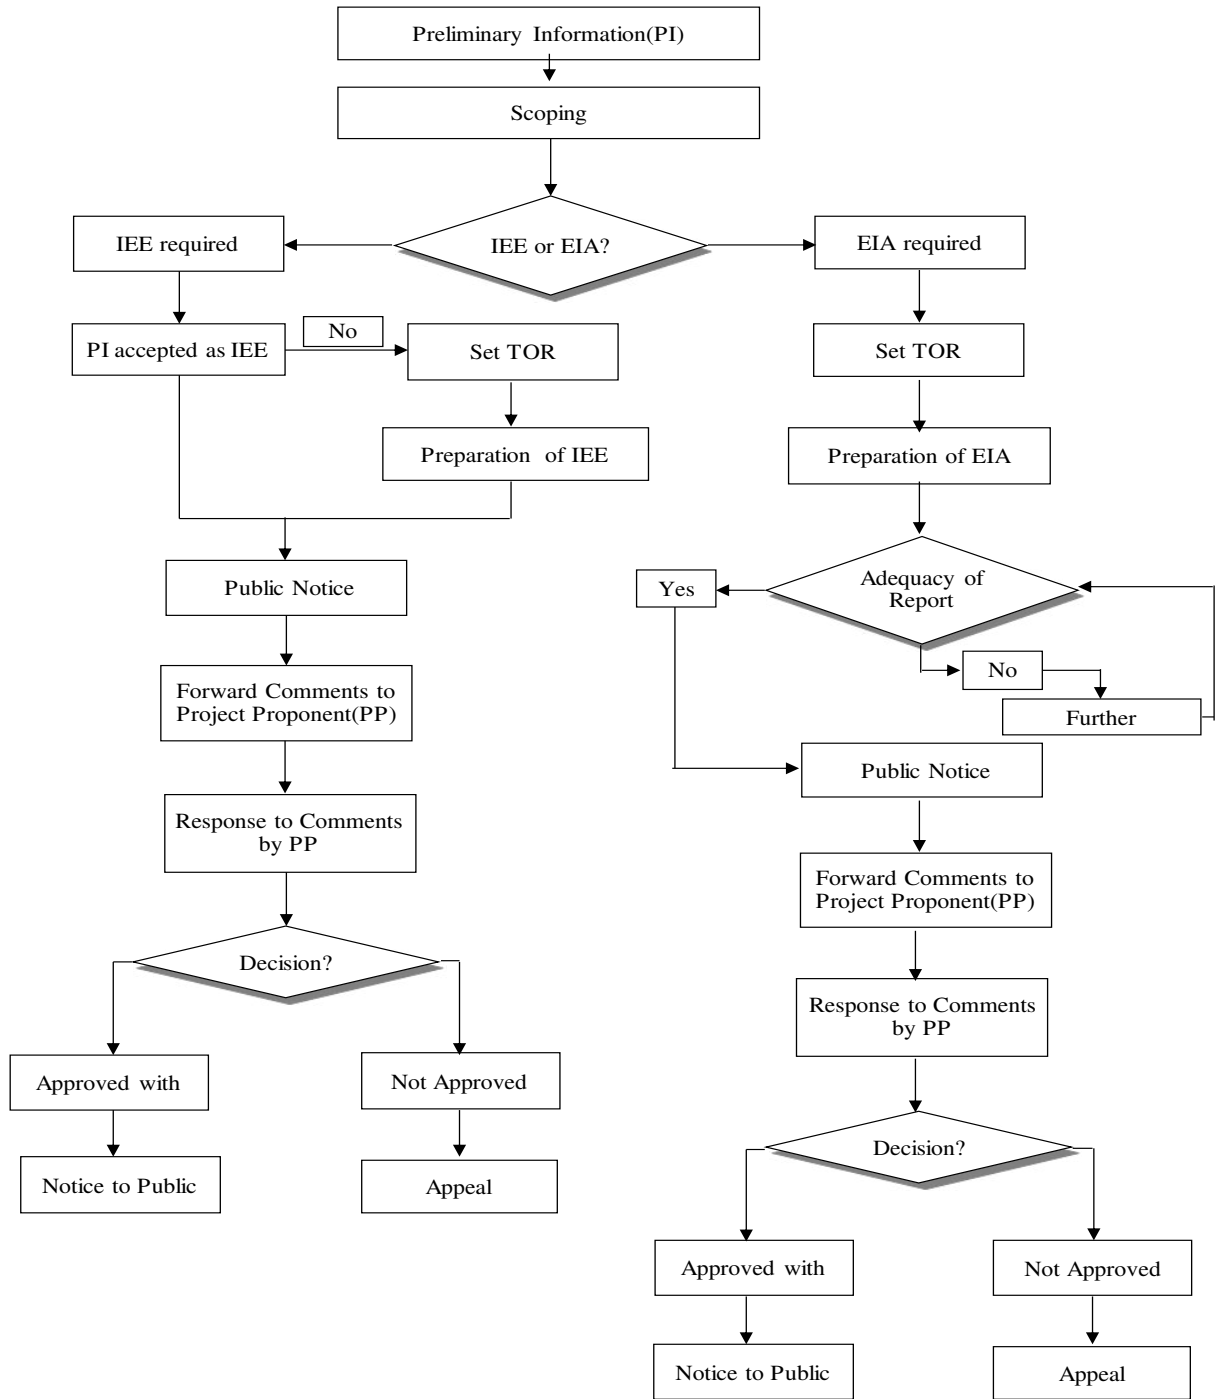 Preliminary Information(PI)
Scoping
IEE required
IEE or EIA?
EIA required
PI accepted as IEE
No
Set TOR
Set TOR
Preparation of IEE
Preparation of EIA
Public Notice
Yes
Adequacy of
Report
No
Further
Forward Comments to
Project Proponent(PP)
Public Notice
Response to Comments
by PP
Forward Comments to
Project Proponent(PP)
Decision?
Response to Comments
by PP
Approved with
Not Approved
Decision?
Notice to Public
Appeal
Approved with
Not Approved
Notice to Public
Appeal